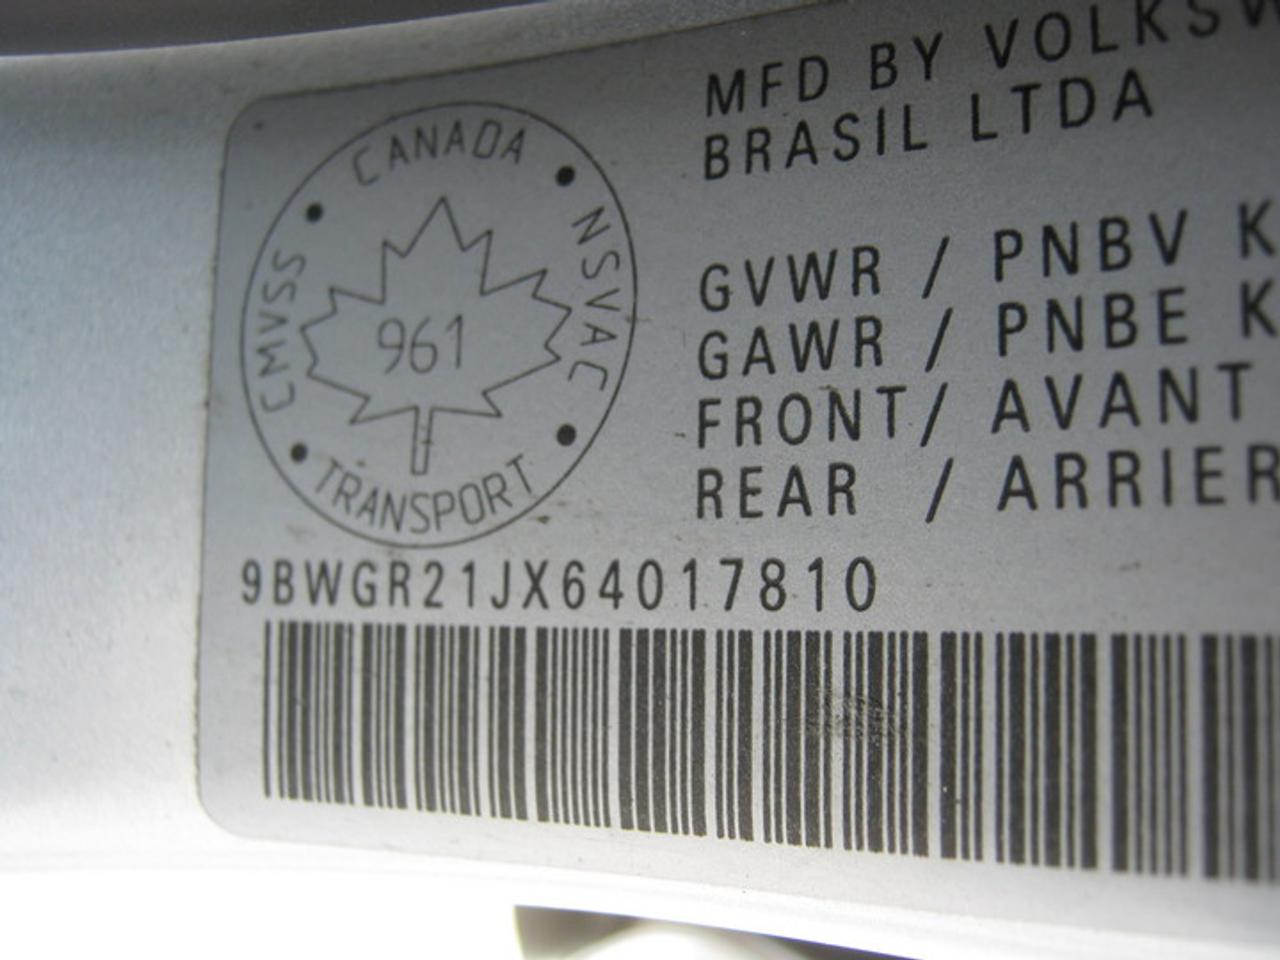 MFD BY VOLKSW
BRASIL LTDA
CANADA
NSVAC
CMVSS
961
TRANSPORT
GVWR / PNBV K
GAWR / PNBE K
FRONT/ AVANT
REAR / ARRIER
9BWGR21JX64017810